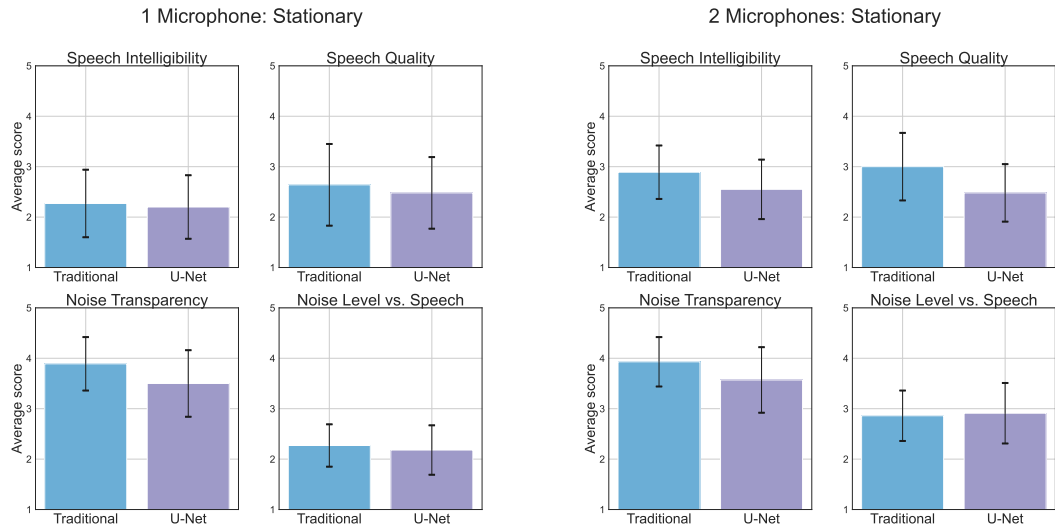 1 Microphone: Stationary
Speech Intelligibility
Speech Quality
Average score
5
4
3
2
1
Traditional
U-Net
5
4
3
2
1
Traditional
U-Net
Noise Transparency
Noise Level vs. Speech
Average score
5
4
3
2
1
Traditional
U-Net
5
4
3
2
1
Traditional
U-Net
2 Microphones: Stationary
Speech Intelligibility
Speech Quality
Average score
5
4
3
2
1
Traditional
U-Net
5
4
3
2
1
Traditional
U-Net
Noise Transparency
Noise Level vs. Speech
Average score
5
4
3
2
1
Traditional
U-Net
5
4
3
2
1
Traditional
U-Net